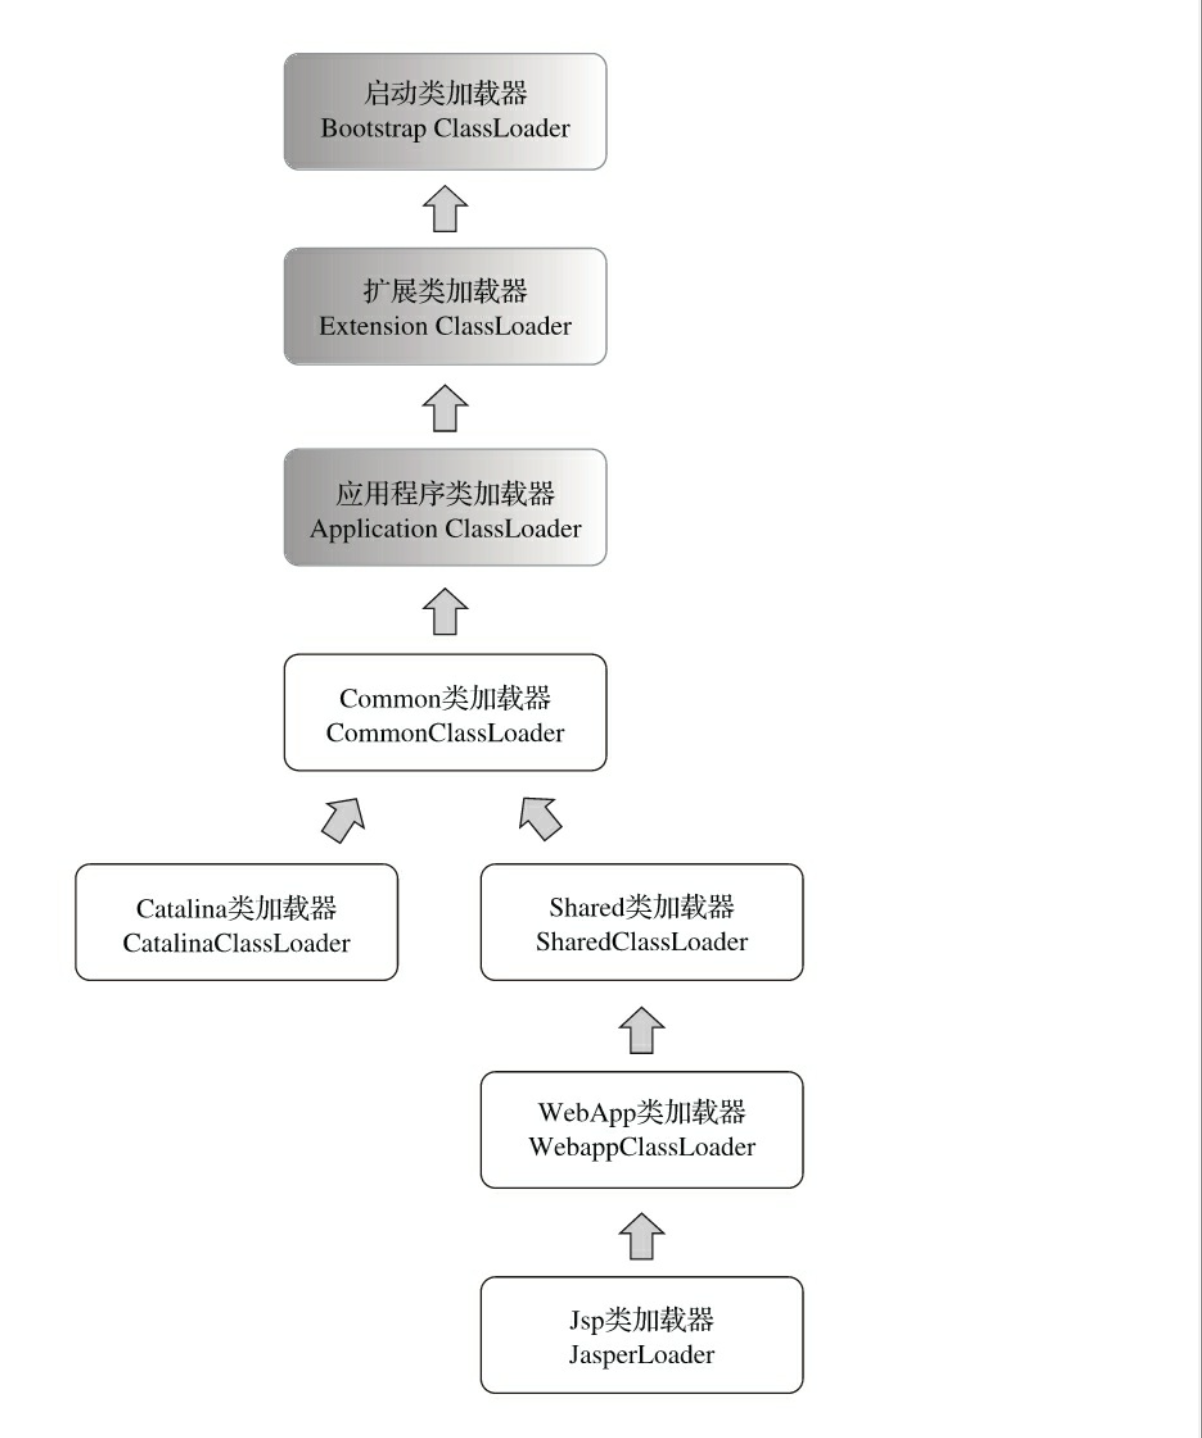 启动类加载器
Bootstrap ClassLoader
扩展类加载器
Extension ClassLoader
应用程序类加载器
Application ClassLoader
Common类加载器
CommonClassLoader
Catalina类加载器
CatalinaClassLoader
Shared类加载器
SharedClassLoader
WebApp类加载器
WebappClassLoader
Jsp类加载器
JasperLoader